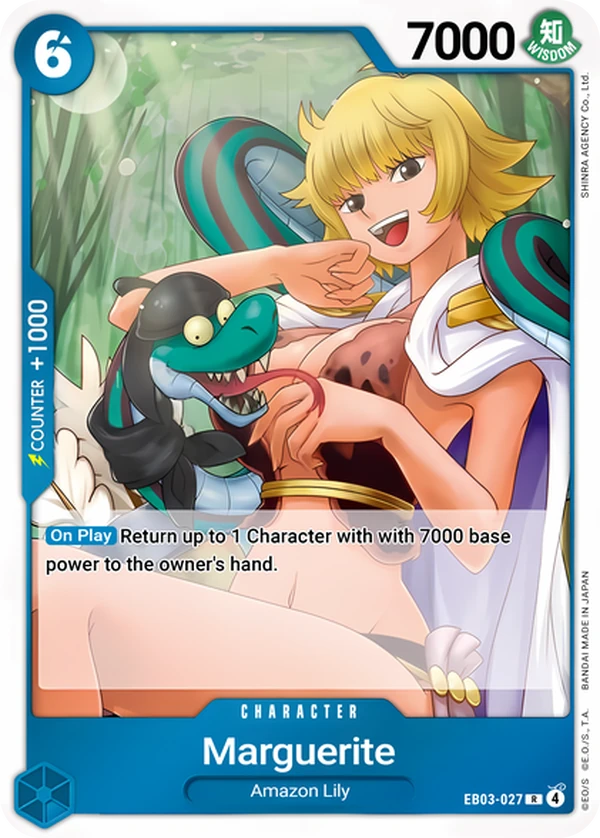 6
7000
知
WISDOM
SHINRA AGENCY Co., Ltd.
COUNTER +1000
On Play Return up to 1 Character with with 7000 base
power to the owner's hand.
BANDAI MADE IN JAPAN
©EO/S ©E.O./S., T.A.
CHARACTER
Marguerite
Amazon Lily
EB03-027 R 4